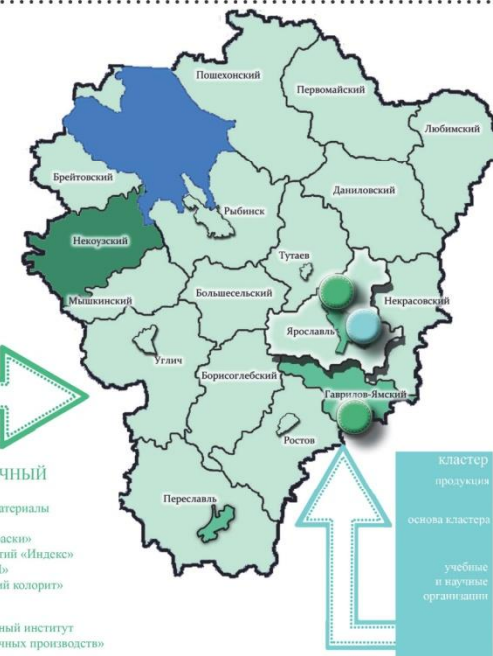 Пошехонский
Первомайский
Любимский
Брейтовский
Даниловский
Рыбинск
Некоузский
Тутаев
Мышкинский
Большесельский
Некрасовский
Ярославль
Углич
Борисоглебский
Гаврилов-Ямский
Ростов
Переславль
ЧНЫЙ
атериалы
аски»
тий «Индекс»
ий колорит»
ный институт
чных производств»
кластер
продукция
основа кластера
учебные
и научные
организации